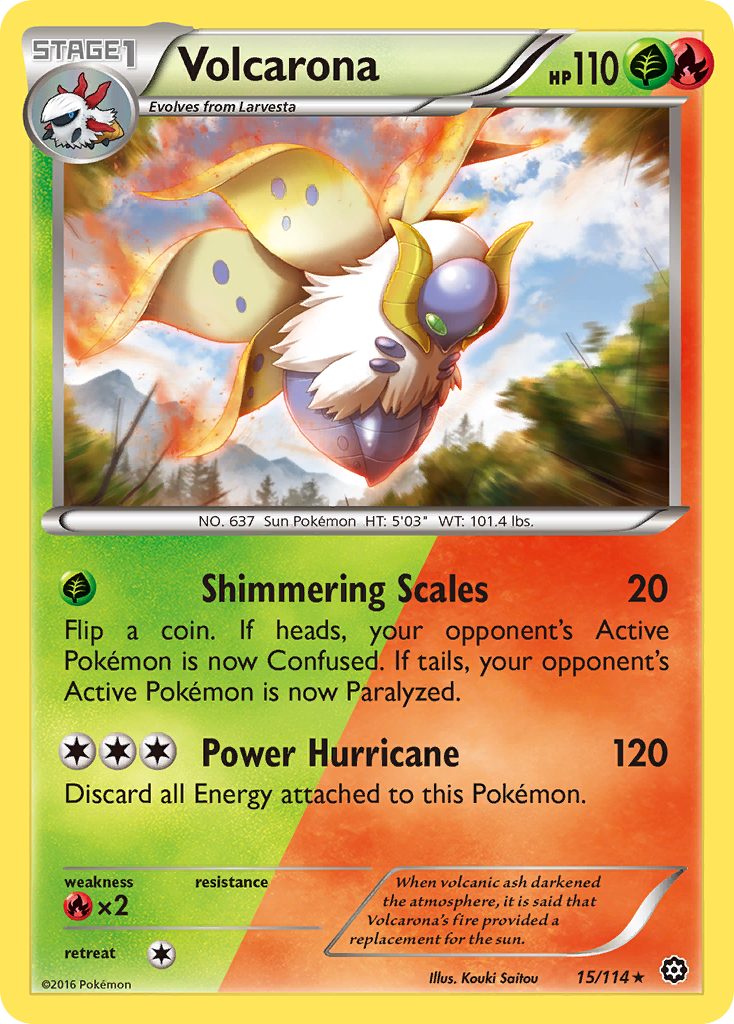 STAGE1
Volcarona
HP110
Evolves from Larvesta
NO. 637 Sun Pokémon HT: 5'03" WT: 101.4 lbs.
Shimmering Scales 20
Flip a coin. If heads, your opponent's Active
Pokémon is now Confused. If tails, your opponent's
Active Pokémon is now Paralyzed.
Power Hurricane 120
Discard all Energy attached to this Pokémon.
weakness resistance
×2
retreat
When volcanic ash darkened
the atmosphere, it is said that
Volcarona's fire provided a
replacement for the sun.
Illus. Kouki Saitou 15/114★
©2016 Pokémon